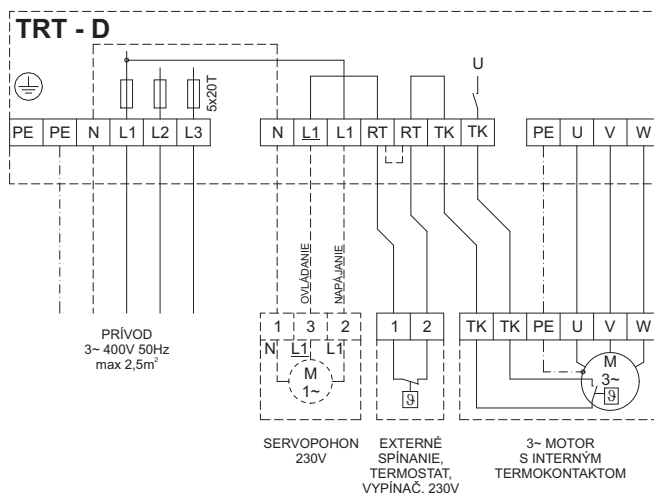 TRT - D
U
5x20T
PE PE N L1 L2 L3 N L1 L1 RT RT TK TK PE U V W
OVLÁDANIE
NAPÁJANIE
1 3 2 1 2 TK TK PE U V W
N L1 L1
M
1~
M
3~
ϑ
ϑ
PRÍVOD
3~ 400V 50Hz
max 2,5m²
SERVOPOHON
230V
EXTERNÉ
SPÍNANIE,
TERMOSTAT,
VYPÍNAČ, 230V
3~ MOTOR
S INTERNÝM
TERMOKONTAKTOM